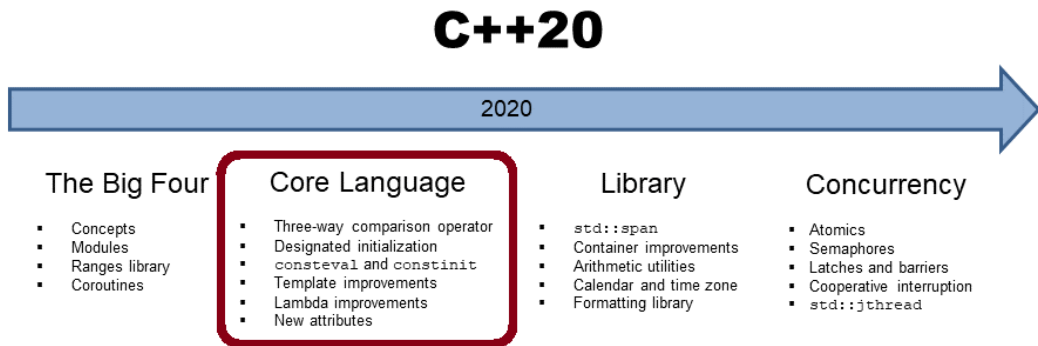 C++20
2020
The Big Four
▪ Concepts
▪ Modules
▪ Ranges library
▪ Coroutines
Core Language
▪ Three-way comparison operator
▪ Designated initialization
▪ consteval and constinit
▪ Template improvements
▪ Lambda improvements
▪ New attributes
Library
▪ std::span
▪ Container improvements
▪ Arithmetic utilities
▪ Calendar and time zone
▪ Formatting library
Concurrency
▪ Atomics
▪ Semaphores
▪ Latches and barriers
▪ Cooperative interruption
▪ std::jthread